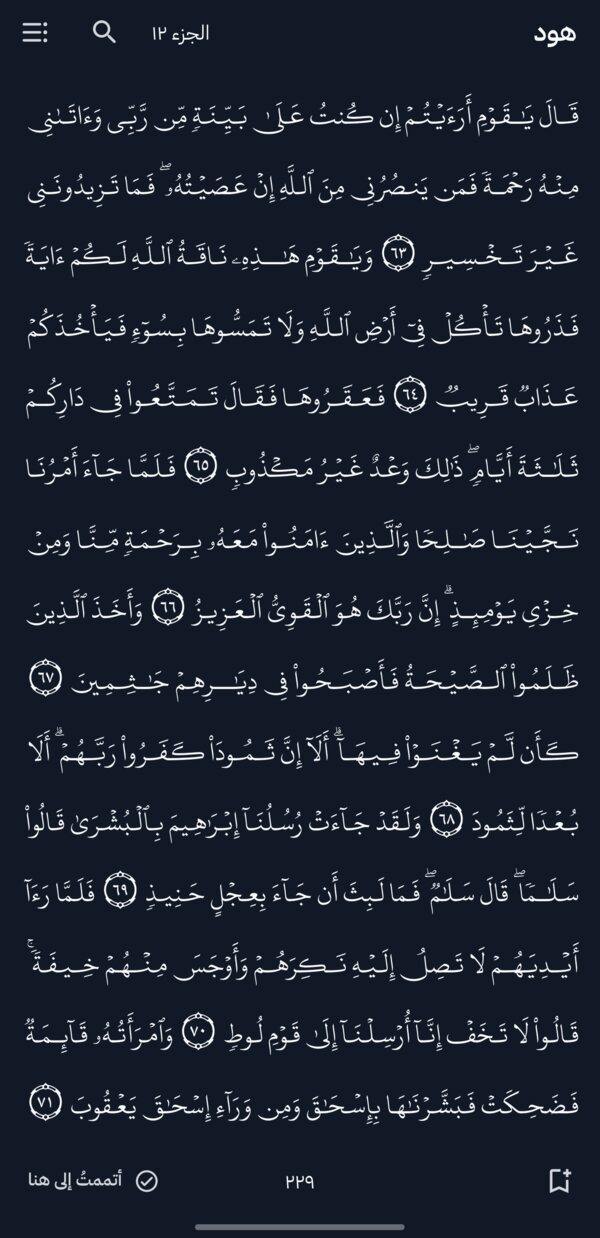 هود
الجزء ١٢
قَالَ يَٰقَوْمِ أَرَءَيْتُمْ إِن كُنتُ عَلَىٰ بَيِّنَةٍ مِّن رَّبِّى وَءَاتَىٰنِى
مِنْهُ رَحْمَةً فَمَن يَنصُرُنِى مِنَ ٱللَّهِ إِنْ عَصَيْتُهُۥ ۖ فَمَا تَزِيدُونَنِى
غَيْرَ تَخْسِيرٍ ٦٣ وَيَٰقَوْمِ هَٰذِهِۦ نَاقَةُ ٱللَّهِ لَكُمْ ءَايَةً
فَذَرُوهَا تَأْكُلْ فِىٓ أَرْضِ ٱللَّهِ وَلَا تَمَسُّوهَا بِسُوٓءٍ فَيَأْخُذَكُمْ
عَذَابٌ قَرِيبٌ ٦٤ فَعَقَرُوهَا فَقَالَ تَمَتَّعُوا۟ فِى دَارِكُمْ
ثَلَٰثَةَ أَيَّامٍ ۖ ذَٰلِكَ وَعْدٌ غَيْرُ مَكْذُوبٍ ٦٥ فَلَمَّا جَآءَ أَمْرُنَا
نَجَّيْنَا صَٰلِحًا وَٱلَّذِينَ ءَامَنُوا۟ مَعَهُۥ بِرَحْمَةٍ مِّنَّا وَمِنْ
خِزْىِ يَوْمِئِذٍ ۗ إِنَّ رَبَّكَ هُوَ ٱلْقَوِىُّ ٱلْعَزِيزُ ٦٦ وَأَخَذَ ٱلَّذِينَ
ظَلَمُوا۟ ٱلصَّيْحَةُ فَأَصْبَحُوا۟ فِى دِيَٰرِهِمْ جَٰثِمِينَ ٦٧
كَأَن لَّمْ يَغْنَوْا۟ فِيهَآ ۗ أَلَآ إِنَّ ثَمُودَا۟ كَفَرُوا۟ رَبَّهُمْ ۗ أَلَا
بُعْدًا لِّثَمُودَ ٦٨ وَلَقَدْ جَآءَتْ رُسُلُنَآ إِبْرَٰهِيمَ بِٱلْبُشْرَىٰ قَالُوا۟
سَلَٰمًا ۖ قَالَ سَلَٰمٌ ۖ فَمَا لَبِثَ أَن جَآءَ بِعِجْلٍ حَنِيذٍ ٦٩ فَلَمَّا رَءَآ
أَيْدِيَهُمْ لَا تَصِلُ إِلَيْهِ نَكِرَهُمْ وَأَوْجَسَ مِنْهُمْ خِيفَةً ۚ
قَالُوا۟ لَا تَخَفْ إِنَّآ أُرْسِلْنَآ إِلَىٰ قَوْمِ لُوطٍ ٧٠ وَٱمْرَأَتُهُۥ قَآئِمَةٌ
فَضَحِكَتْ فَبَشَّرْنَٰهَا بِإِسْحَٰقَ وَمِن وَرَآءِ إِسْحَٰقَ يَعْقُوبَ ٧١
٢٢٩
أتممتُ إلى هنا